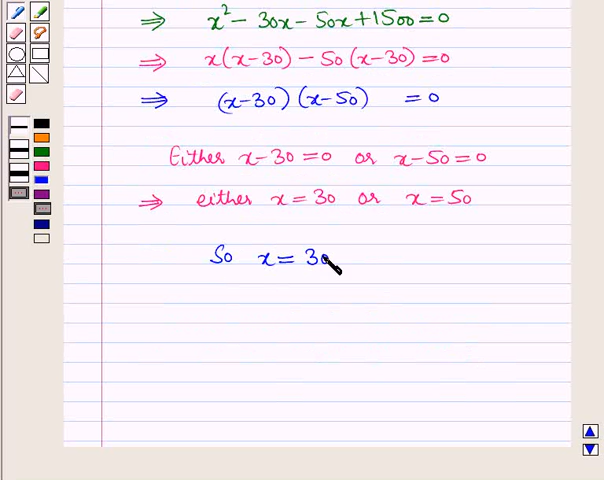 ⇒ x² - 30x - 50x + 1500 = 0
⇒ x(x-30) - 50(x-30) = 0
⇒ (x-30)(x-50) = 0
Either x-30 = 0 or x-50 = 0
⇒ either x = 30 or x = 50
So x = 30